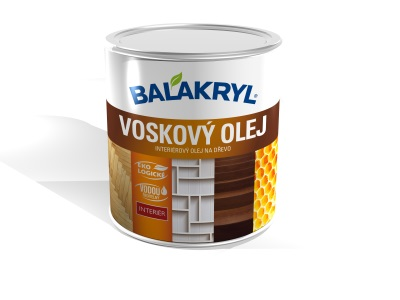 BALAKRYL®
VOSKOVÝ OLEJ
INTERIÉROVÝ OLEJ NA DŘEVO
EKO
LOGICKÉ
VODOU
INTERIÉR